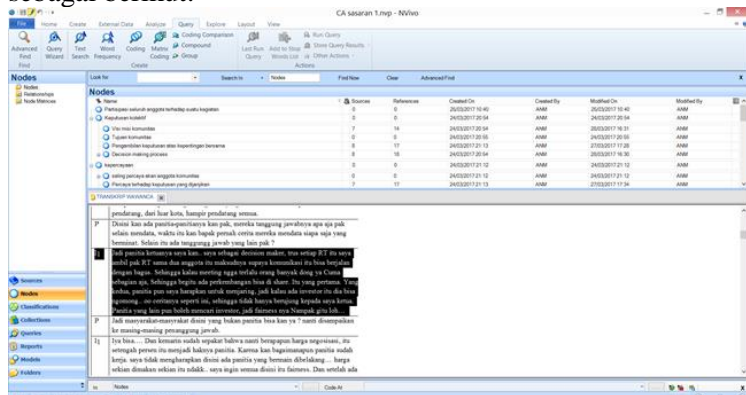 sebagai berikut:
CA sasaran 1.nvp - NVivo
File Home Create External Data Analyze Query Explore Layout View
Advanced Find
Query Wizard
Text Search
Word Frequency
Coding
Matrix Coding
Coding Comparison
Compound
Group
Last Run Query
Add to Stop Words List
Run Query
Store Query Results
Other Actions
Find Create Actions
Nodes
Nodes
Relationships
Node Matrices
Look for Search In Nodes Find Now Clear Advanced Find
Nodes
Name Sources References Created On Created By Modified On Modified By
Partisipasi seluruh anggota terhadap suatu kegiatan 0 0 25/03/2017 10:40 ANM 25/03/2017 10:40 ANM
Keputusan kolektif 0 0 24/03/2017 20:54 ANM 24/03/2017 20:54 ANM
Visi misi komunitas 7 14 24/03/2017 20:54 ANM 28/03/2017 16:31 ANM
Tujuan komunitas 0 0 24/03/2017 20:55 ANM 24/03/2017 20:55 ANM
Pengambilan keputusan atas kepentingan bersama 8 17 24/03/2017 21:13 ANM 27/03/2017 17:28 ANM
Decision making process 8 18 24/03/2017 20:54 ANM 28/03/2017 16:30 ANM
kepercayaan 0 0 24/03/2017 21:12 ANM 24/03/2017 21:12 ANM
saling percaya akan anggota komunitas 0 0 24/03/2017 21:12 ANM 24/03/2017 21:12 ANM
Percaya terhadap keputusan yang dijanjikan 7 17 24/03/2017 21:13 ANM 27/03/2017 17:34 ANM
TRANSKRIP WAWANCA
pendatang, dari luar kota, hampir pendatang semua.
P Disini kan ada panitia-panitianya kan pak, mereka tanggung jawabnya apa aja pak
selain mendata, waktu itu kan bapak pernah cerita mereka mendata siapa saja yang
berminat. Selain itu ada tanggungg jawab yang lain pak ?
I1 Jadi panitia ketuanya saya kan.. saya sebagai decision maker, trus setiap RT itu saya
ambil pak RT sama dua anggota itu maksudnya supaya komunikasi itu bisa berjalan
dengan bagus. Sehingga kalau meeting ngga terlalu orang banyak dong ya Cuma
sebagian aja. Sehingga begitu ada perkembangan bisa di share. Itu yang pertama. Yang
kedua, panitia pun saya harapkan untuk menjaring, jadi kalau ada investor itu dia bisa
ngomong.. oo ceritanya seperti ini, sehingga tidak hanya berujung kepada saya ketua.
Panitia yang lain pun boleh mencari investor, jadi fairness nya Nampak gitu loh…
P Jadi masyarakat-masyrakat disini yang bukan panitia bisa kan ya ? nanti disampaikan
ke masing-masing penanggung jawab.
I1 Iya bisa…. Dan kemarin sudah sepakat bahwa nanti berapapun harga negosisasi, itu
setengah persen itu menjadi haknya panitia. Karena kan bagaimanapun panitia sudah
kerja. saya tidak mengharapkan disini ada panitia yang bermain dibelakang… harga
sekian dimakan sekian itu ndakk.. saya ingin semua disini itu fairness. Dan setelah ada
Sources
Nodes
Classifications
Collections
Queries
Reports
Models
Folders
In Nodes Code At